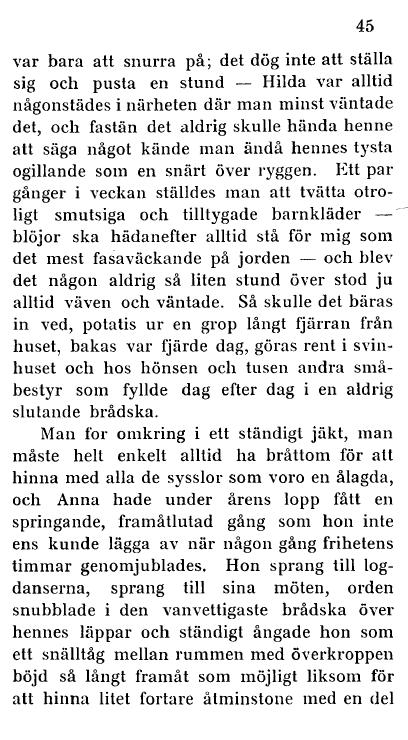 45
var bara att snurra på; det dög inte att ställa
sig och pusta en stund — Hilda var alltid
någonstädes i närheten där man minst väntade
det, och fastän det aldrig skulle hända henne
att säga något kände man ändå hennes tysta
ogillande som en snärt över ryggen. Ett par
gånger i veckan ställdes man att tvätta otro-
ligt smutsiga och tilltygade barnkläder —
blöjor ska hädanefter alltid stå för mig som
det mest fasaväckande på jorden — och blev
det någon aldrig så liten stund över stod ju
alltid väven och väntade. Så skulle det bäras
in ved, potatis ur en grop långt fjärran från
huset, bakas var fjärde dag, göras rent i svin-
huset och hos hönsen och tusen andra små-
bestyr som fyllde dag efter dag i en aldrig
slutande brådska.
Man for omkring i ett ständigt jäkt, man
måste helt enkelt alltid ha bråttom för att
hinna med alla de sysslor som voro en ålagda,
och Anna hade under årens lopp fått en
springande, framåtlutad gång som hon inte
ens kunde lägga av när någon gång frihetens
timmar genomjublades. Hon sprang till log-
danserna, sprang till sina möten, orden
snubblade i den vanvettigaste brådska över
hennes läppar och ständigt ångade hon som
ett snälltåg mellan rummen med överkroppen
böjd så långt framåt som möjligt liksom för
att hinna litet fortare åtminstone med en del